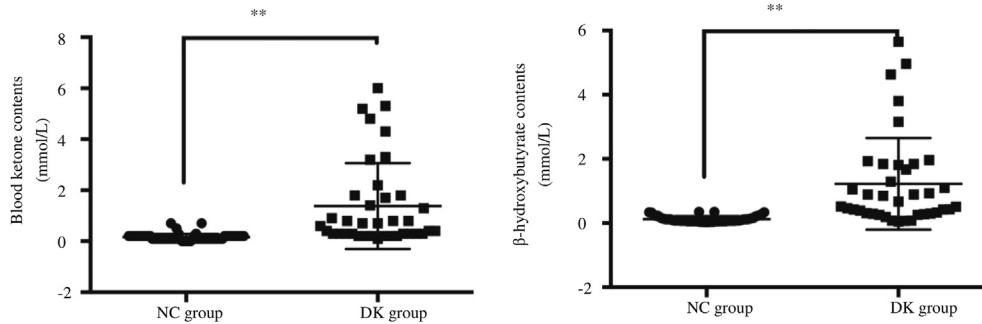 **
8
6
4
2
0
-2
Blood ketone contents
(mmol/L)
NC group
DK group
**
6
4
2
0
-2
β-hydroxybutyrate contents
(mmol/L)
NC group
DK group